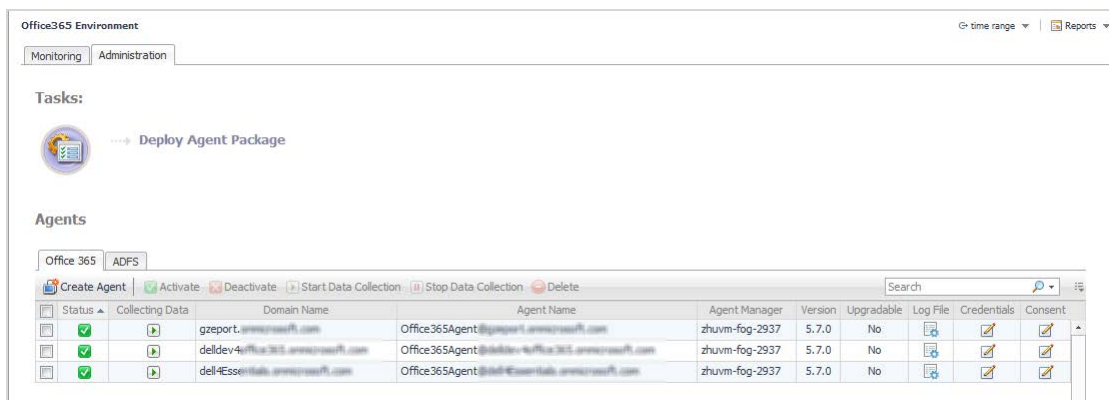 Office365 Environment
time range
Reports
Monitoring
Administration
Tasks:
Deploy Agent Package
Agents
Office 365
ADFS
Create Agent
Activate
Deactivate
Start Data Collection
Stop Data Collection
Delete
Search
Status Collecting Data Domain Name Agent Name Agent Manager Version Upgradable Log File Credentials Consent
gzeport. Office365Agent zhuvm-fog-2937 5.7.0 No
delldev4 Office365Agent zhuvm-fog-2937 5.7.0 No
dell4Esse Office365Agent zhuvm-fog-2937 5.7.0 No